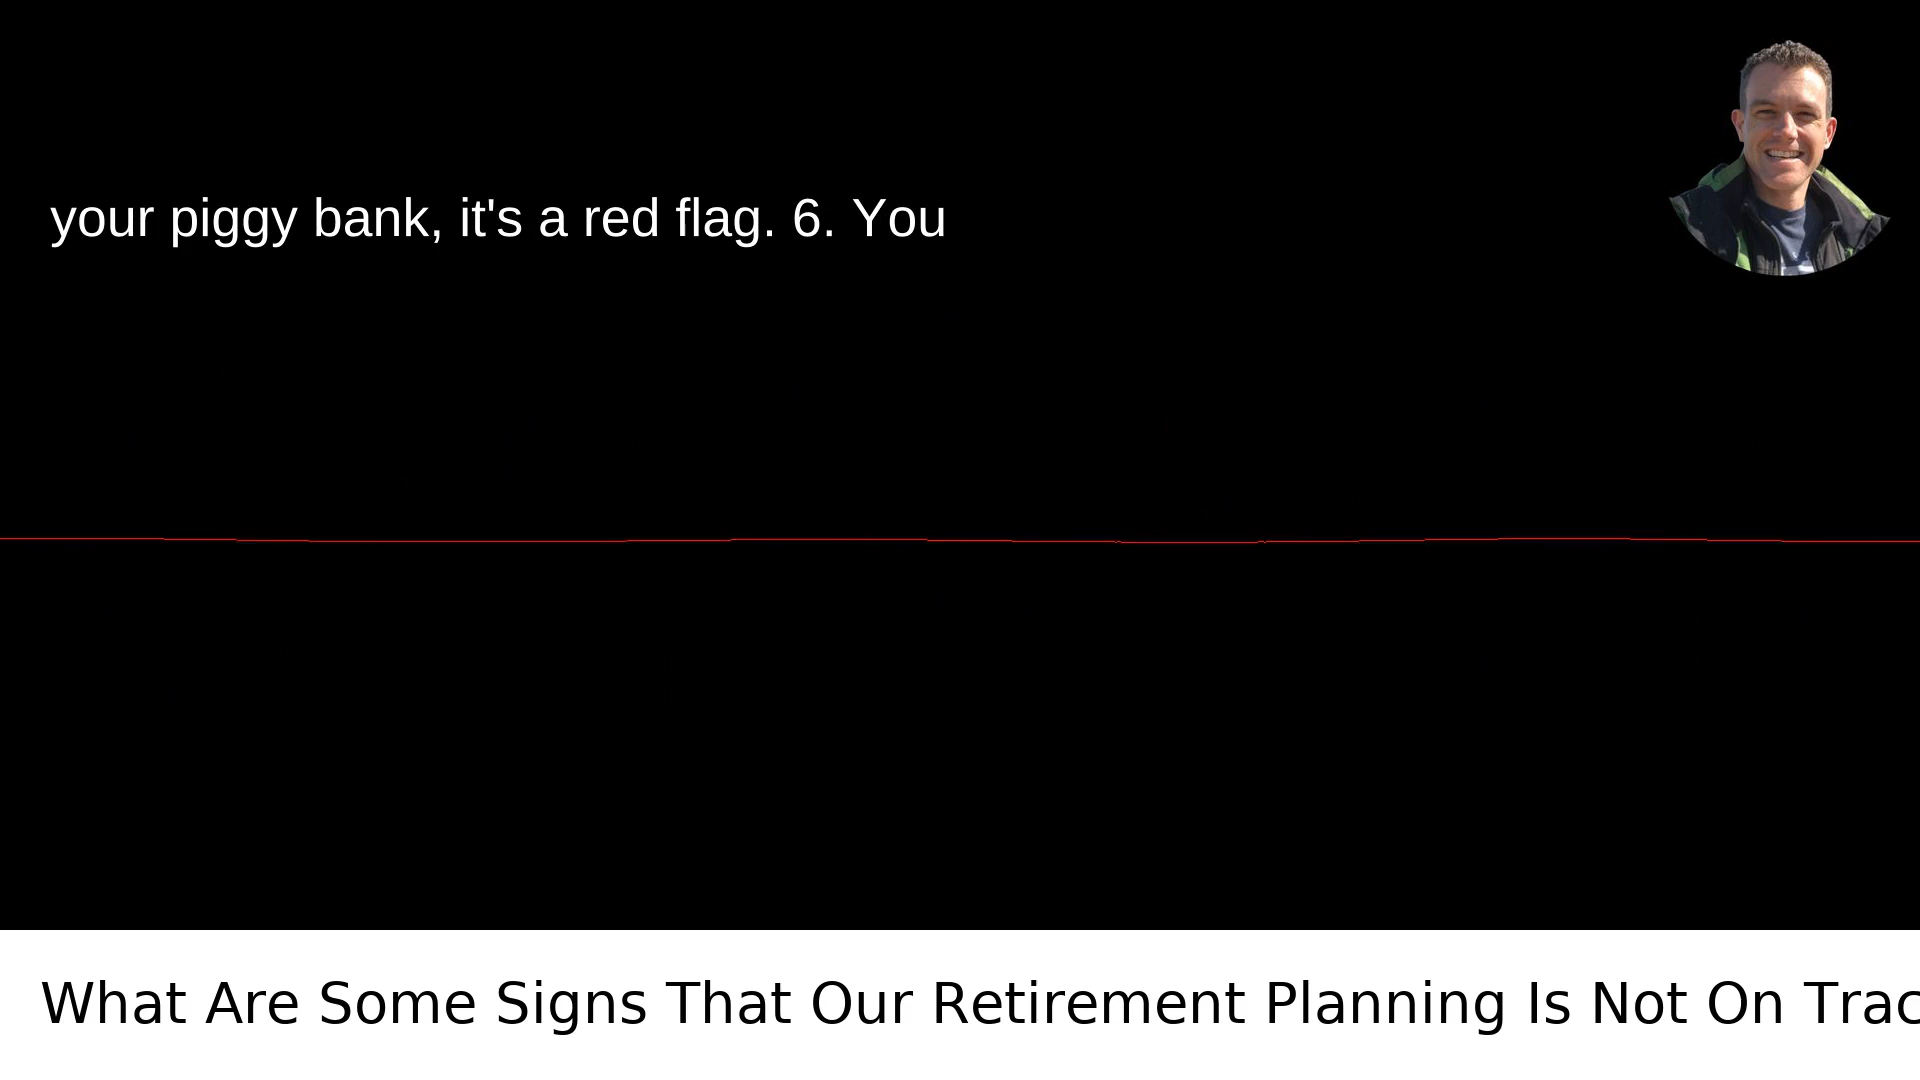 your piggy bank, it's a red flag. 6. You
What Are Some Signs That Our Retirement Planning Is Not On Trac